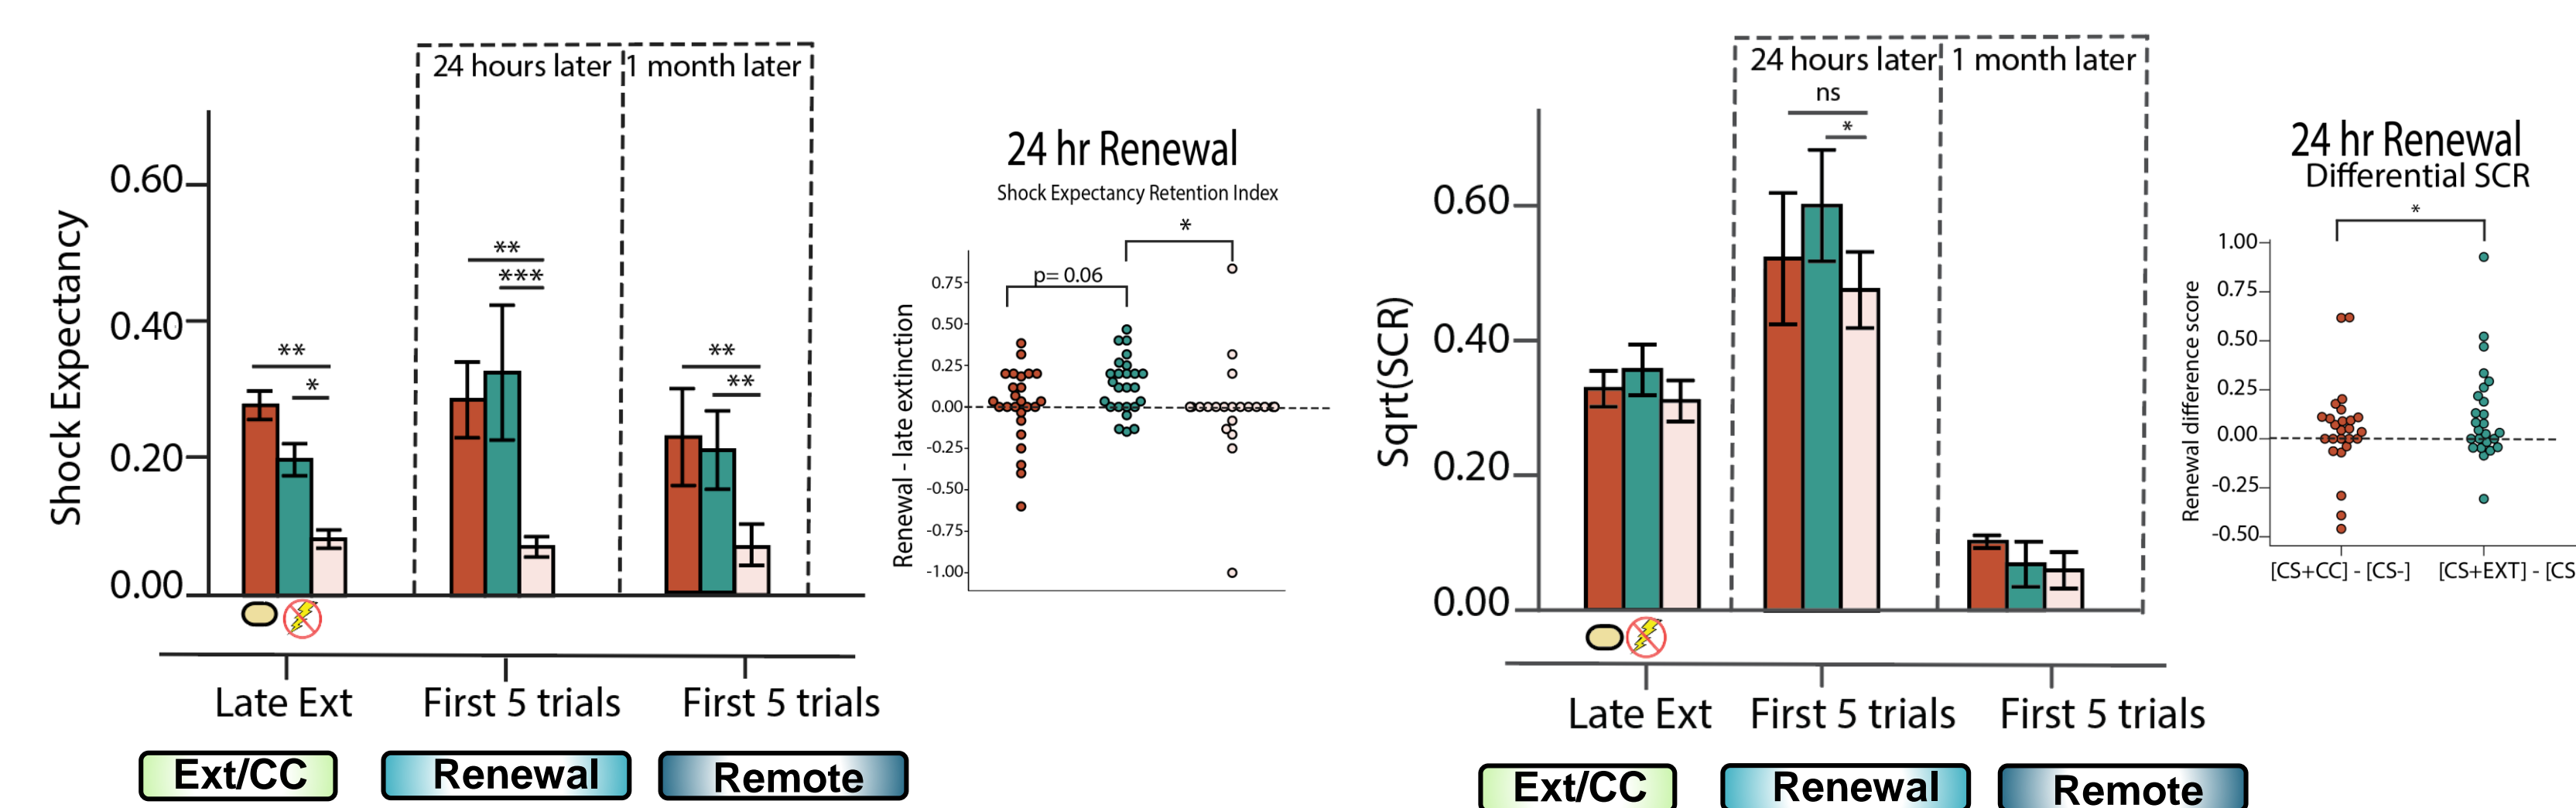 24 hours later
1 month later
Shock Expectancy
0.60
0.40
0.20
0.00
**
*
**
***
**
**
Late Ext
First 5 trials
First 5 trials
Ext/CC
Renewal
Remote
24 hr Renewal
Shock Expectancy Retention Index
*
p= 0.06
Renewal - late extinction
0.75
0.50
0.25
0.00
-0.25
-0.50
-0.75
-1.00
24 hours later
1 month later
ns
*
Sqrt(SCR)
0.60
0.40
0.20
0.00
Late Ext
First 5 trials
First 5 trials
Ext/CC
Renewal
Remote
24 hr Renewal
Differential SCR
*
Renewal difference score
1.00
0.75
0.50
0.25
0.00
-0.25
-0.50
[CS+CC] - [CS-]
[CS+EXT] - [CS